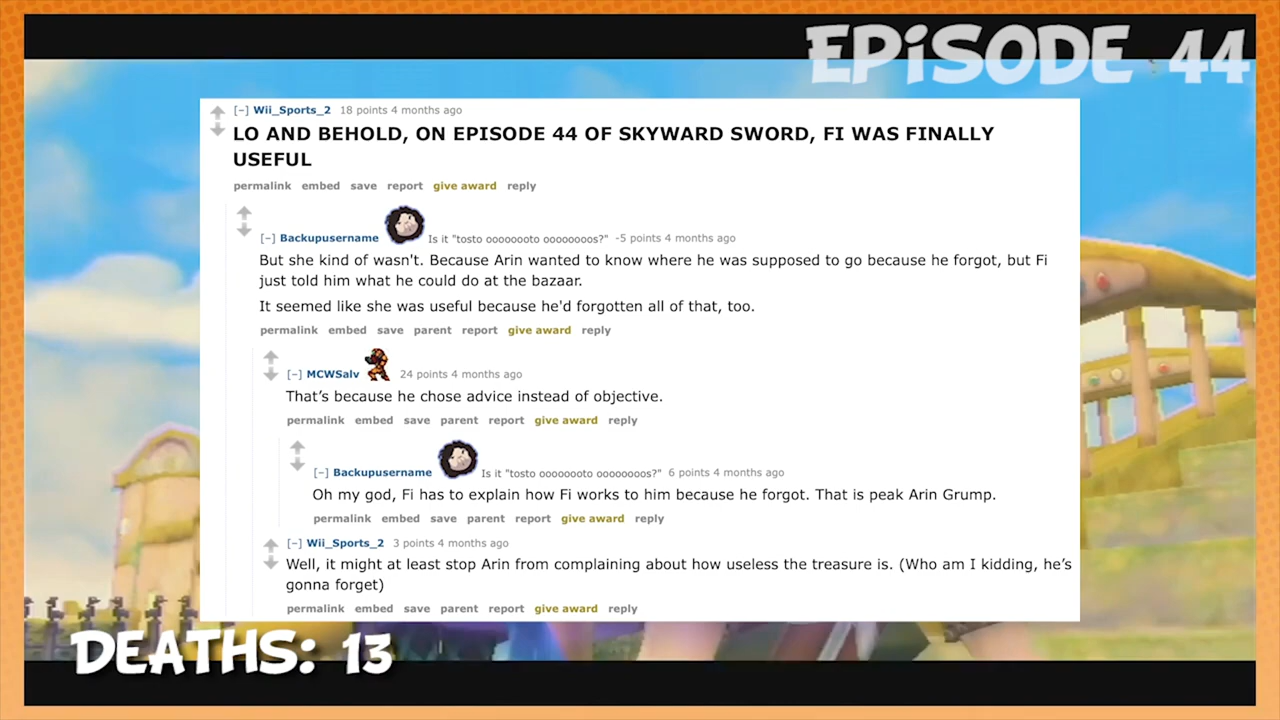 EPISODE 44
[-] Wii_Sports_2 18 points 4 months ago
LO AND BEHOLD, ON EPISODE 44 OF SKYWARD SWORD, FI WAS FINALLY
USEFUL
permalink embed save report give award reply
[-] Backupusername Is it "tosto oooooooto oooooooos?" -5 points 4 months ago
But she kind of wasn't. Because Arin wanted to know where he was supposed to go because he forgot, but Fi
just told him what he could do at the bazaar.
It seemed like she was useful because he'd forgotten all of that, too.
permalink embed save parent report give award reply
[-] MCWSalv 24 points 4 months ago
That's because he chose advice instead of objective.
permalink embed save parent report give award reply
[-] Backupusername Is it "tosto oooooooto oooooooos?" 6 points 4 months ago
Oh my god, Fi has to explain how Fi works to him because he forgot. That is peak Arin Grump.
permalink embed save parent report give award reply
[-] Wii_Sports_2 3 points 4 months ago
Well, it might at least stop Arin from complaining about how useless the treasure is. (Who am I kidding, he's
gonna forget)
permalink embed save parent report give award reply
DEATHS: 13